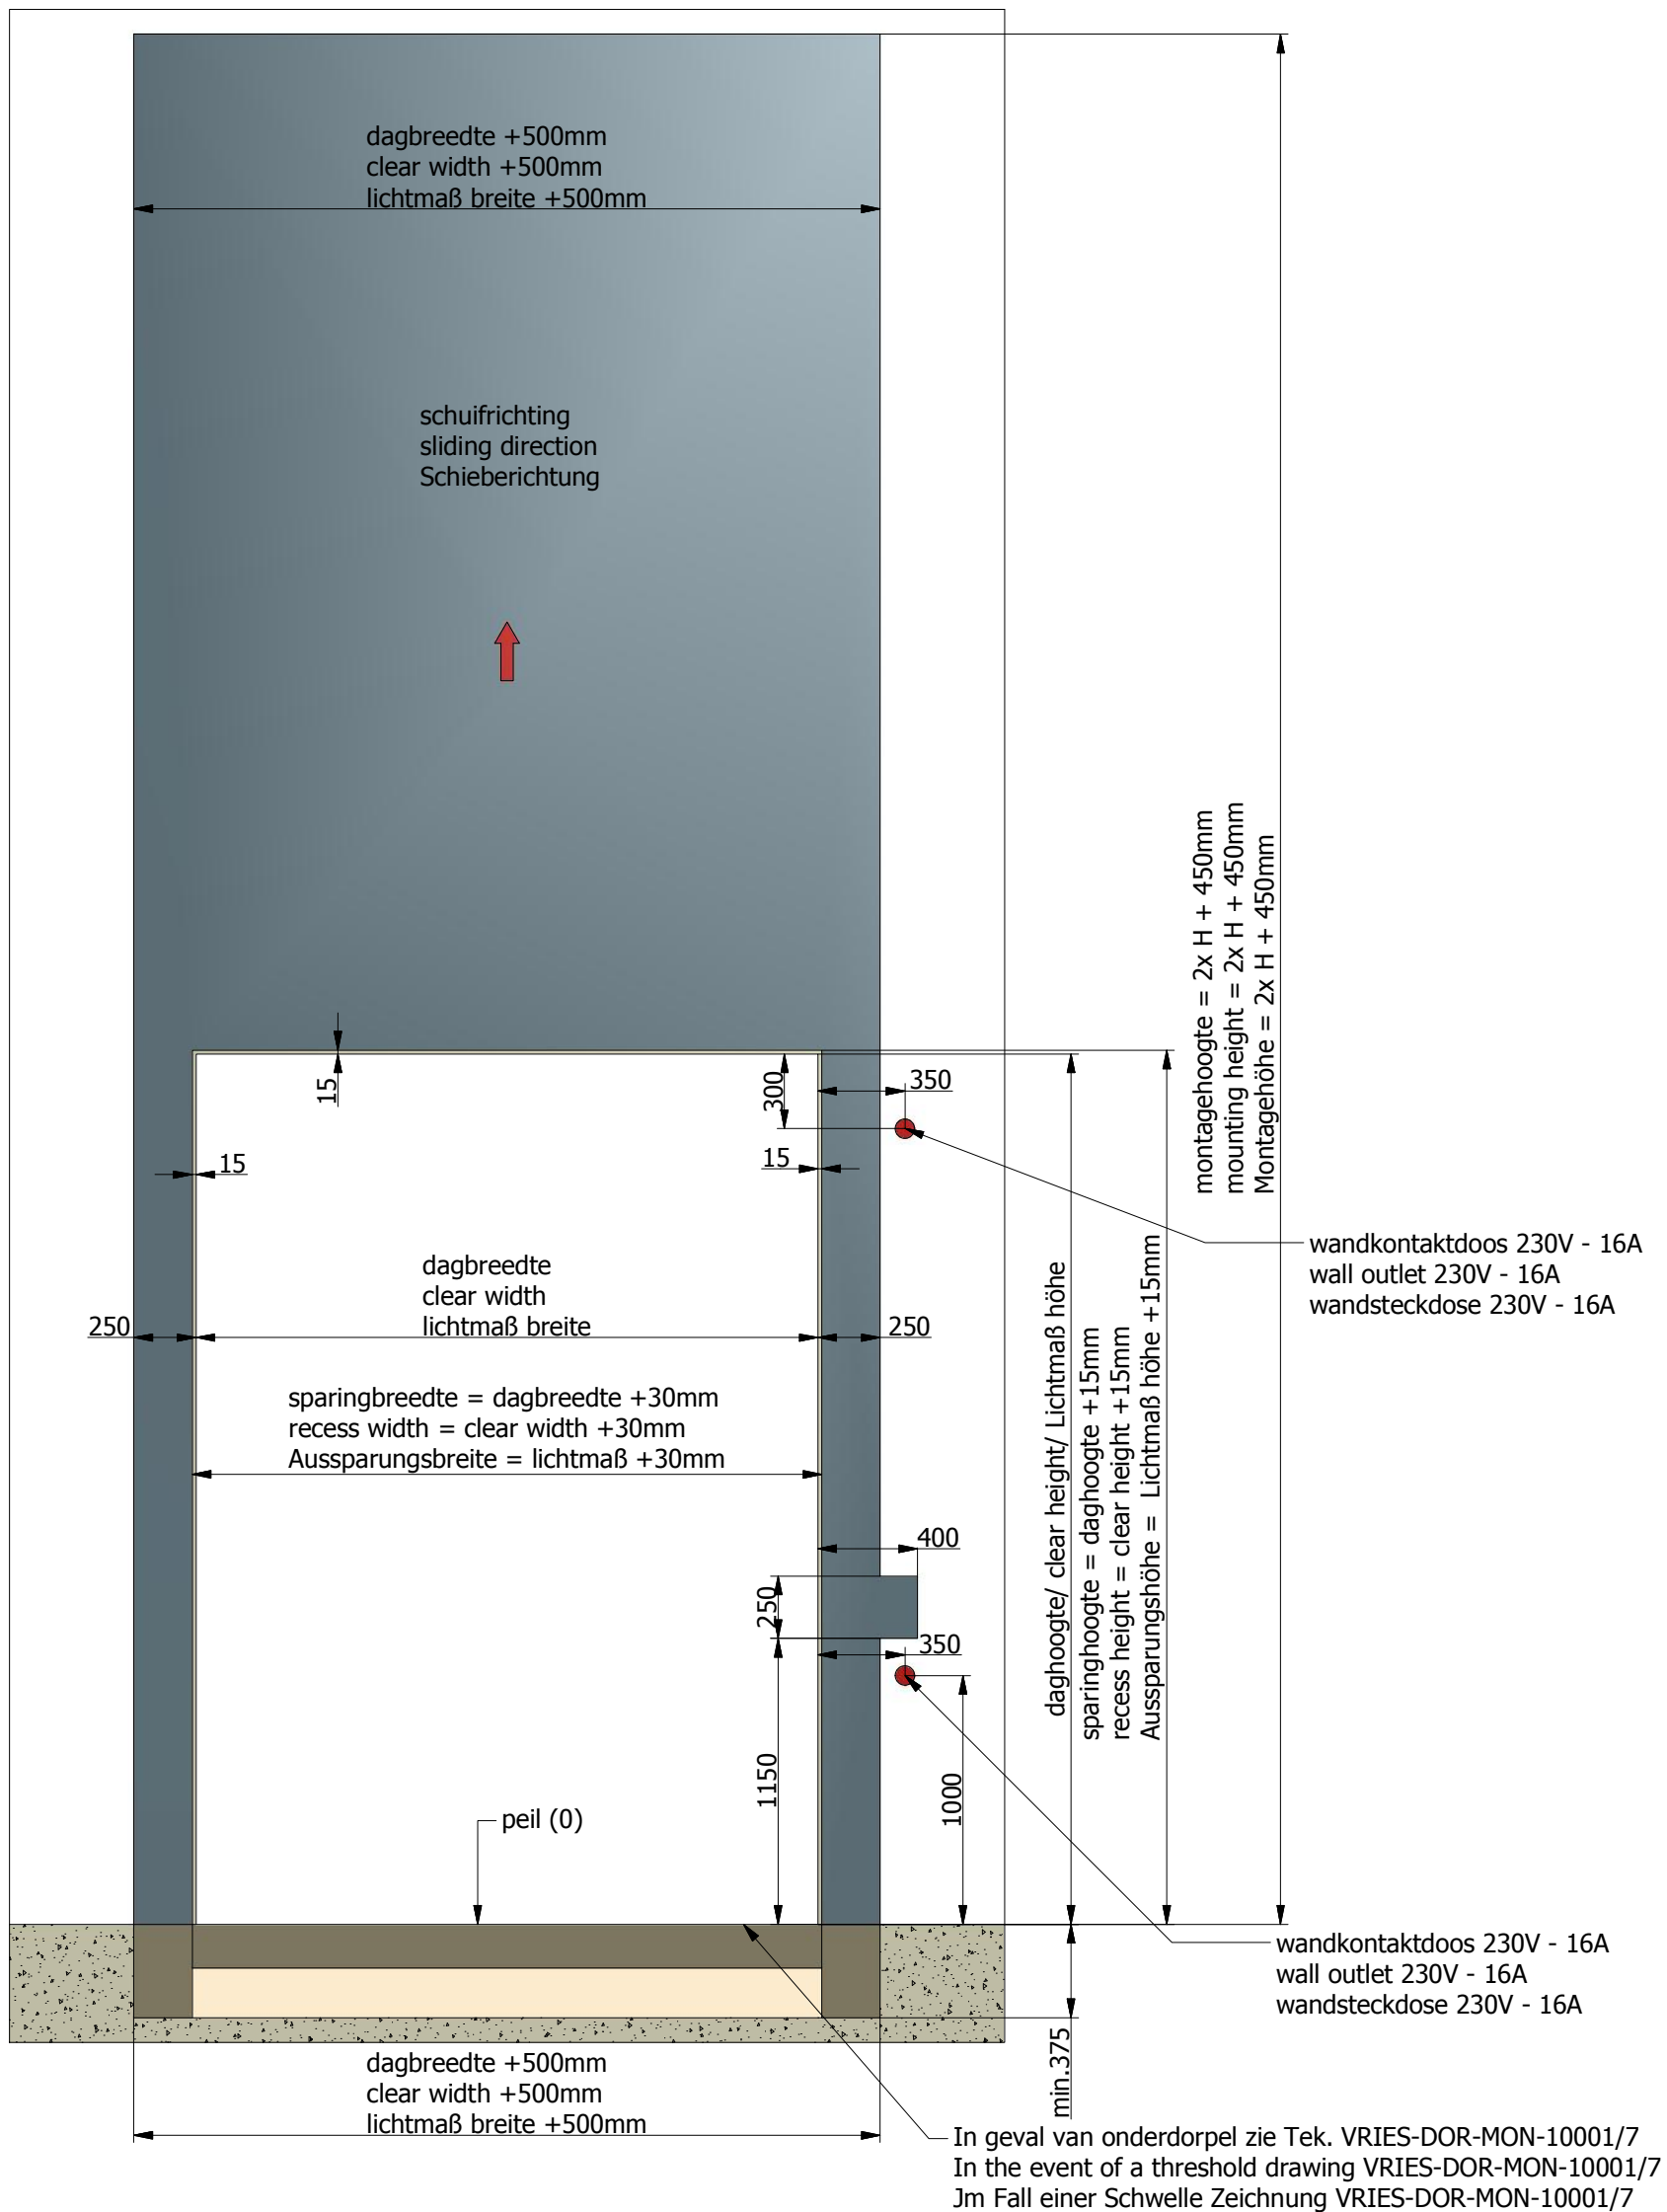 dagbreedte +500mm
clear width +500mm
lichtmaß breite +500mm
schuifrichting
sliding direction
Schieberichtung
montagehoogte = 2x H + 450mm
mounting height = 2x H + 450mm
Montagehöhe = 2x H + 450mm
15
300
350
15
15
wandkontaktdoos 230V - 16A
wall outlet 230V - 16A
wandsteckdose 230V - 16A
dagbreedte
clear width
lichtmaß breite
250
250
sparingbreedte = dagbreedte +30mm
recess width = clear width +30mm
Aussparungsbreite = lichtmaß +30mm
daghoogte/ clear height/ Lichtmaß höhe
sparinghoogte = daghoogte +15mm
recess height = clear height +15mm
Aussparungshöhe = Lichtmaß höhe +15mm
400
250
350
1150
1000
peil (0)
wandkontaktdoos 230V - 16A
wall outlet 230V - 16A
wandsteckdose 230V - 16A
min.375
dagbreedte +500mm
clear width +500mm
lichtmaß breite +500mm
In geval van onderdorpel zie Tek. VRIES-DOR-MON-10001/7
In the event of a threshold drawing VRIES-DOR-MON-10001/7
Jm Fall einer Schwelle Zeichnung VRIES-DOR-MON-10001/7